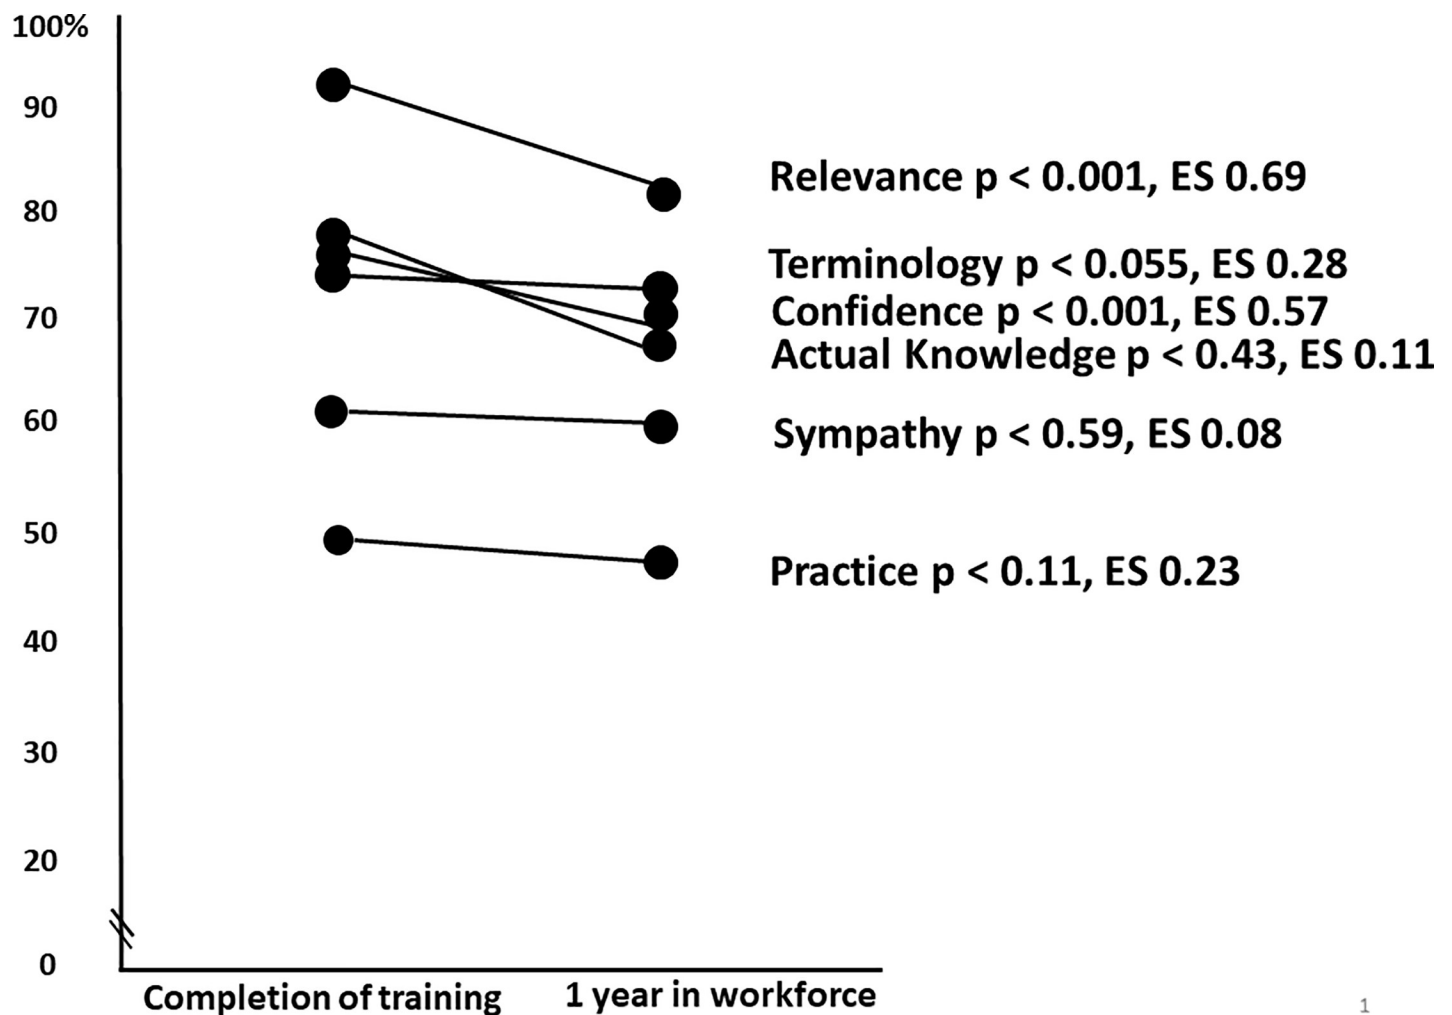 100%
90
80
70
60
50
40
30
20
0
Relevance p < 0.001, ES 0.69
Terminology p < 0.055, ES 0.28
Confidence p < 0.001, ES 0.57
Actual Knowledge p < 0.43, ES 0.11
Sympathy p < 0.59, ES 0.08
Practice p < 0.11, ES 0.23
Completion of training
1 year in workforce
1